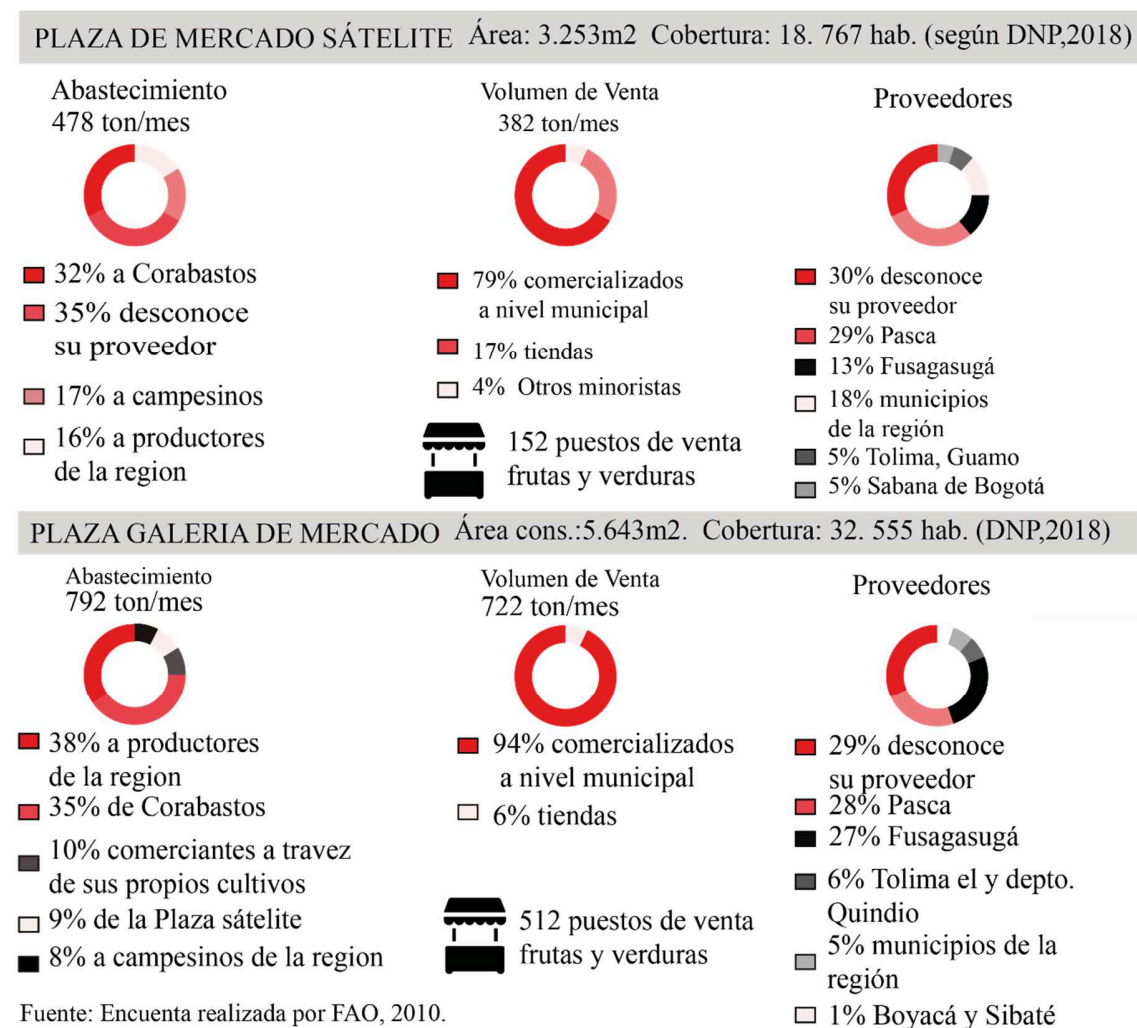 PLAZA DE MERCADO SÁTELITE Área: 3.253m2 Cobertura: 18. 767 hab. (según DNP,2018)
Abastecimiento
478 ton/mes
32% a Corabastos
35% desconoce
su proveedor
17% a campesinos
16% a productores
de la region
Volumen de Venta
382 ton/mes
79% comercializados
a nivel municipal
17% tiendas
4% Otros minoristas
152 puestos de venta
frutas y verduras
Proveedores
30% desconoce
su proveedor
29% Pasca
13% Fusagasugá
18% municipios
de la región
5% Tolima, Guamo
5% Sabana de Bogotá
PLAZA GALERIA DE MERCADO Área cons.:5.643m2. Cobertura: 32. 555 hab. (DNP,2018)
Abastecimiento
792 ton/mes
38% a productores
de la region
35% de Corabastos
10% comerciantes a travez
de sus propios cultivos
9% de la Plaza sátelite
8% a campesinos de la region
Volumen de Venta
722 ton/mes
94% comercializados
a nivel municipal
6% tiendas
512 puestos de venta
frutas y verduras
Proveedores
29% desconoce
su proveedor
28% Pasca
27% Fusagasugá
6% Tolima el y depto.
Quindio
5% municipios de la
región
1% Boyacá y Sibaté
Fuente: Encuenta realizada por FAO, 2010.